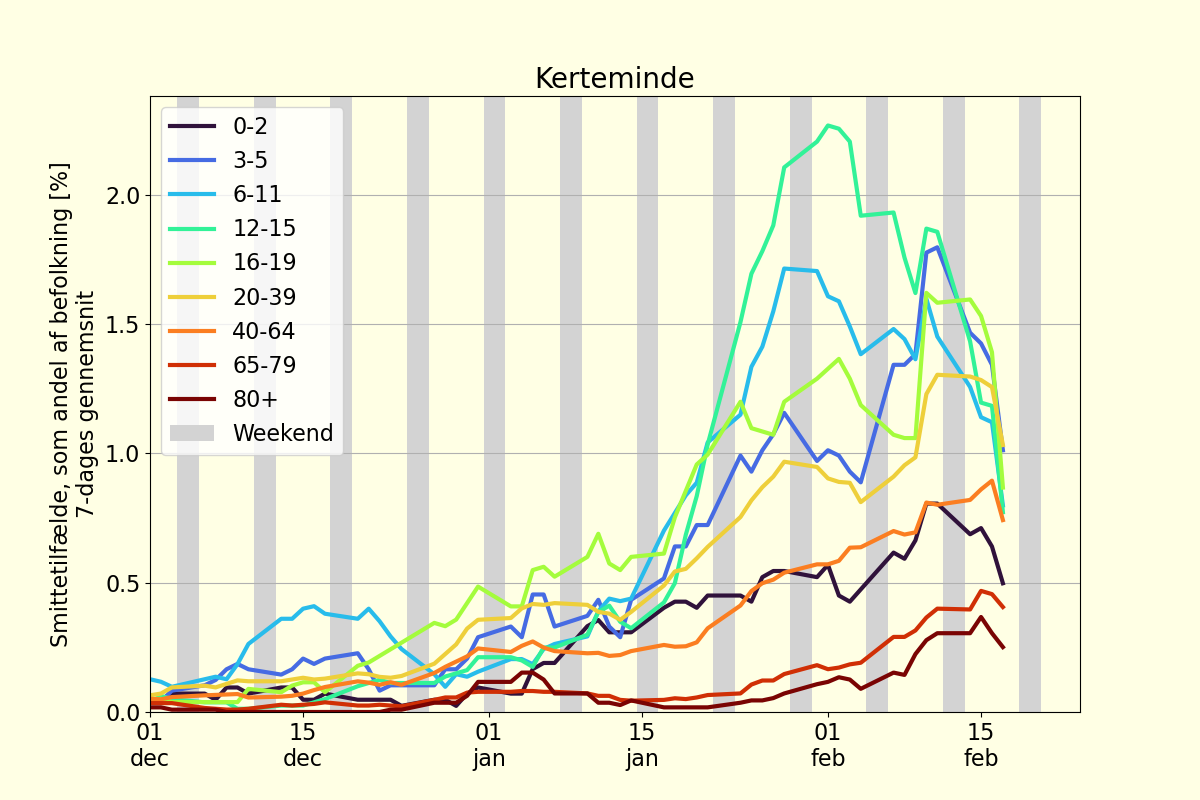 Kerteminde
Smittetilfælde, som andel af befolkning [%]
7-dages gennemsnit
2.0
1.5
1.0
0.5
0.0
0-2
3-5
6-11
12-15
16-19
20-39
40-64
65-79
80+
Weekend
01 15 01 15 01 15
dec dec jan jan feb feb